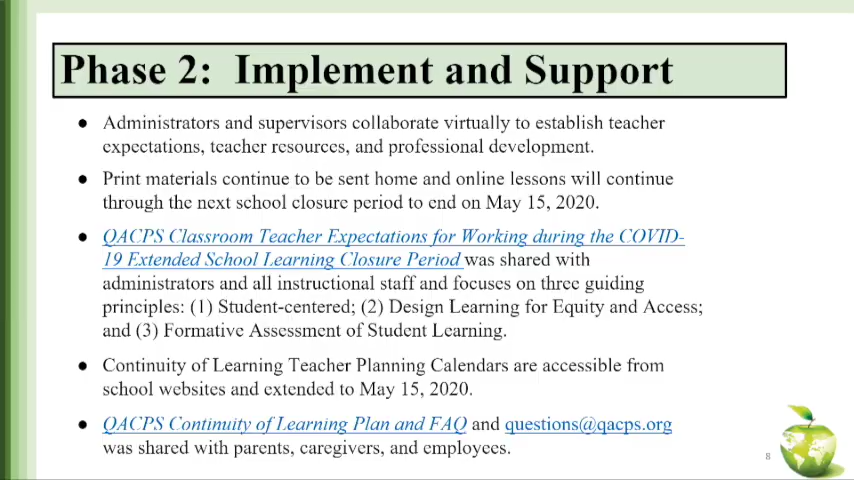 Phase 2: Implement and Support
● Administrators and supervisors collaborate virtually to establish teacher
expectations, teacher resources, and professional development.
● Print materials continue to be sent home and online lessons will continue
through the next school closure period to end on May 15, 2020.
● QACPS Classroom Teacher Expectations for Working during the COVID-
19 Extended School Learning Closure Period was shared with
administrators and all instructional staff and focuses on three guiding
principles: (1) Student-centered; (2) Design Learning for Equity and Access;
and (3) Formative Assessment of Student Learning.
● Continuity of Learning Teacher Planning Calendars are accessible from
school websites and extended to May 15, 2020.
● QACPS Continuity of Learning Plan and FAQ and questions@qacps.org
was shared with parents, caregivers, and employees.
8